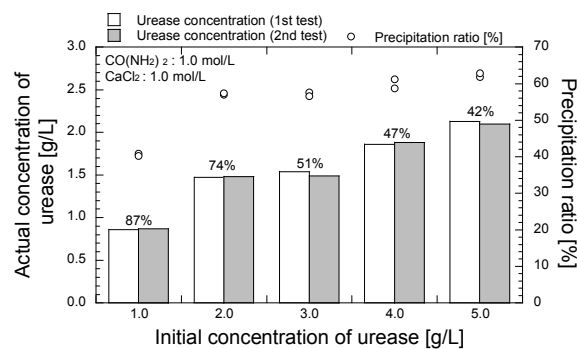 Urease concentration (1st test)
Urease concentration (2nd test)
Precipitation ratio [%]
CO(NH₂) ₂ : 1.0 mol/L
CaCl₂ : 1.0 mol/L
Actual concentration of
urease [g/L]
3.0
2.5
2.0
1.5
1.0
0.5
0.0
87%
74%
51%
47%
42%
70
60
50
40
30
20
10
0
Precipitation
ratio [%]
1.0 2.0 3.0 4.0 5.0
Initial concentration of urease [g/L]